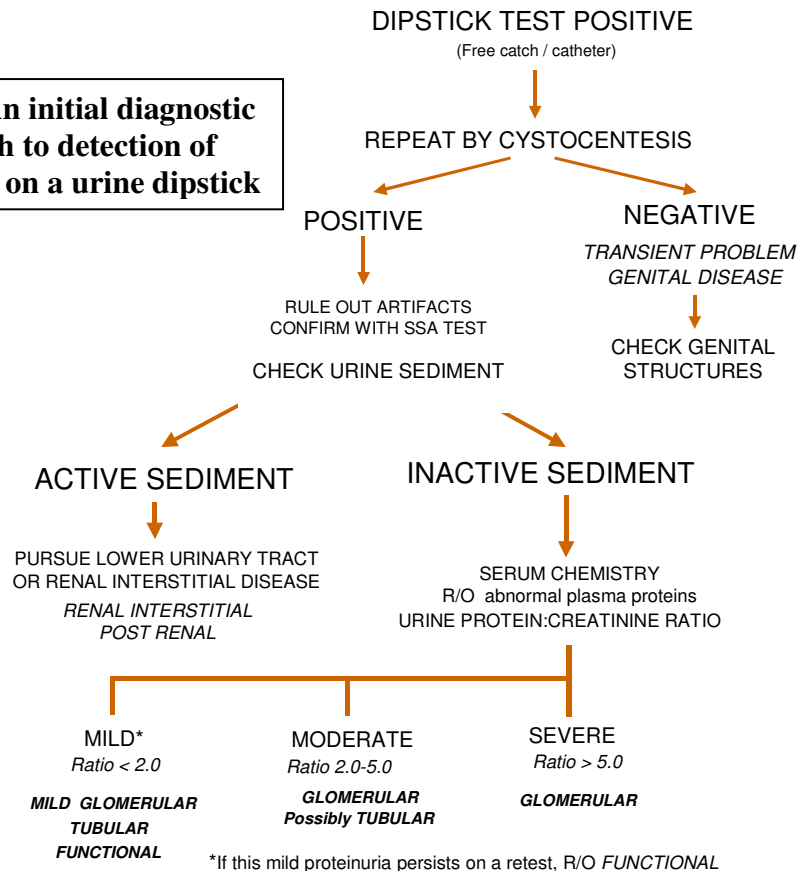 DIPSTICK TEST POSITIVE
(Free catch / catheter)
in initial diagnostic
h to detection of
on a urine dipstick
REPEAT BY CYSTOCENTESIS
POSITIVE
NEGATIVE
TRANSIENT PROBLEM
GENITAL DISEASE
RULE OUT ARTIFACTS
CONFIRM WITH SSA TEST
CHECK GENITAL
STRUCTURES
CHECK URINE SEDIMENT
ACTIVE SEDIMENT
INACTIVE SEDIMENT
PURSUE LOWER URINARY TRACT
OR RENAL INTERSTITIAL DISEASE
RENAL INTERSTITIAL
POST RENAL
SERUM CHEMISTRY
R/O abnormal plasma proteins
URINE PROTEIN:CREATININE RATIO
MILD*
Ratio < 2.0
MILD GLOMERULAR
TUBULAR
FUNCTIONAL
MODERATE
Ratio 2.0-5.0
GLOMERULAR
Possibly TUBULAR
SEVERE
Ratio > 5.0
GLOMERULAR
*If this mild proteinuria persists on a retest, R/O FUNCTIONAL